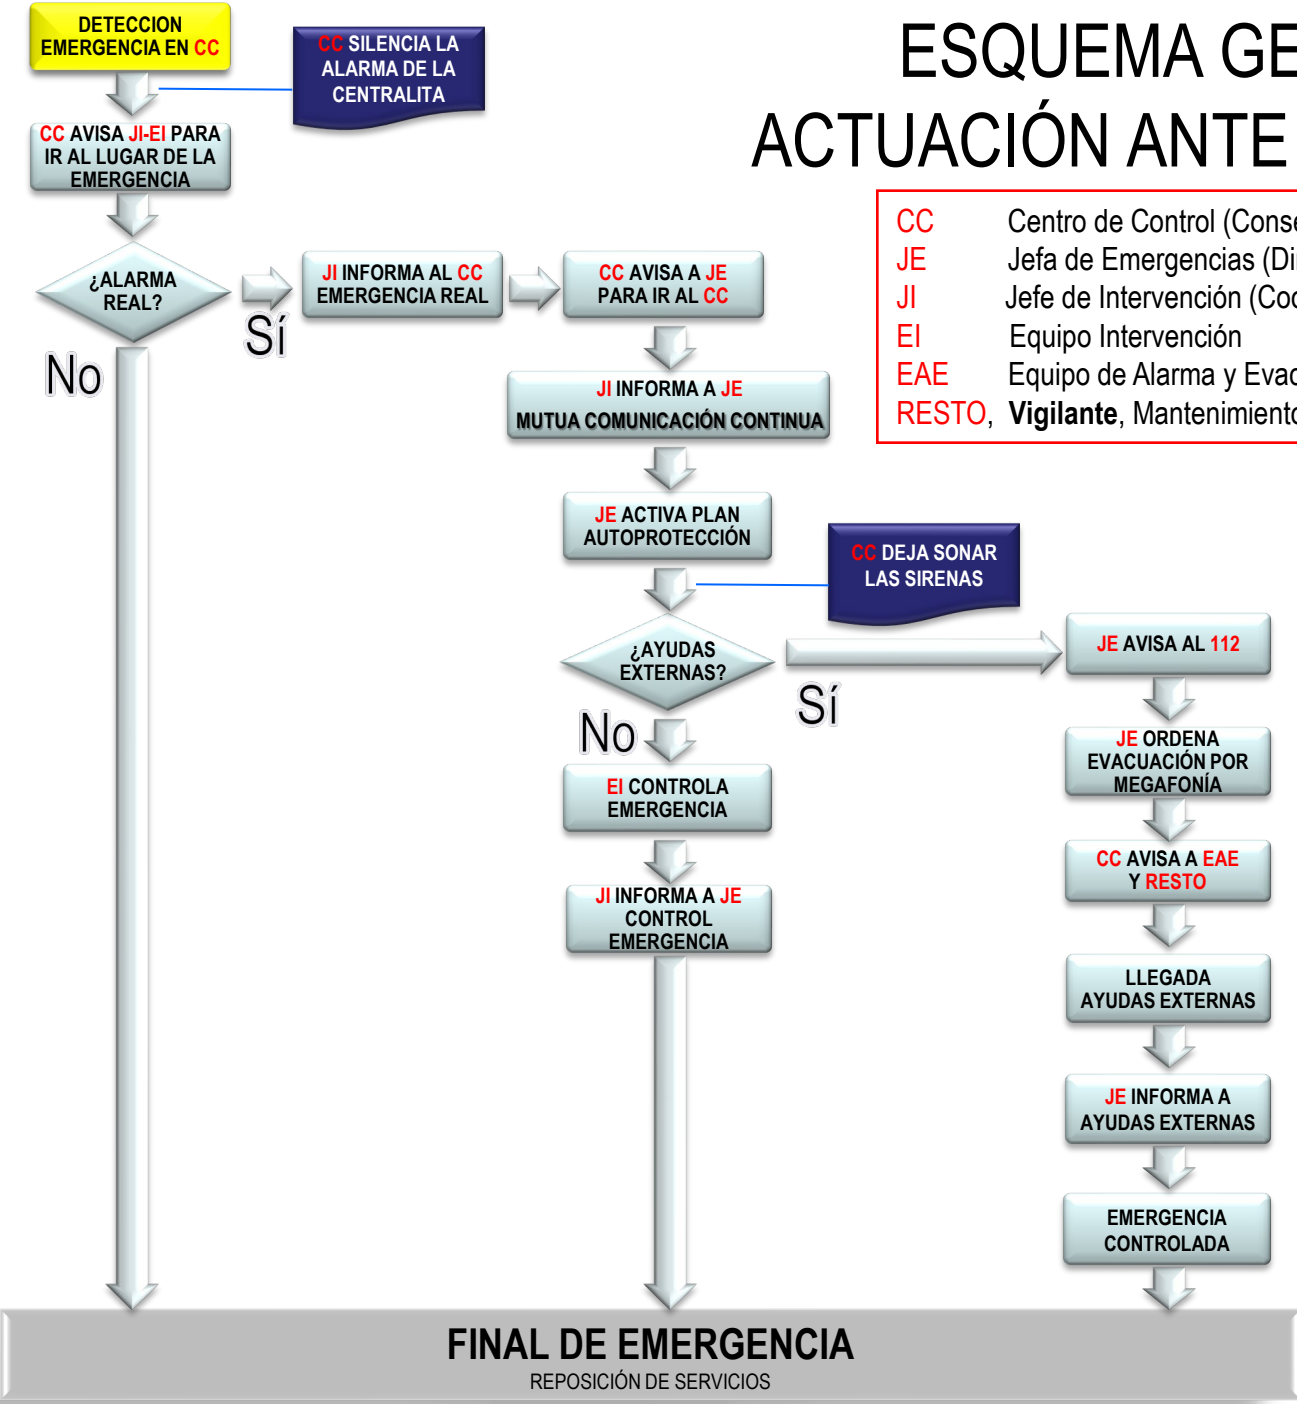 DETECCION
EMERGENCIA EN CC
CC SILENCIA LA
ALARMA DE LA
CENTRALITA
ESQUEMA
ACTUACIÓN ANTE
CC AVISA JI-EI PARA
IR AL LUGAR DE LA
EMERGENCIA
CC Centro de Control
JE Jefa de Emergencias
JI Jefe de Intervención
EI Equipo Intervención
EAE Equipo de Alarma y
RESTO, Vigilante, Mantenimiento
¿ALARMA
REAL?
Sí
No
JI INFORMA AL CC
EMERGENCIA REAL
CC AVISA A JE
PARA IR AL CC
JI INFORMA A JE
MUTUA COMUNICACIÓN CONTINUA
JE ACTIVA PLAN
AUTOPROTECCIÓN
CC DEJA SONAR
LAS SIRENAS
¿AYUDAS
EXTERNAS?
Sí
No
JE AVISA AL 112
JE ORDENA
EVACUACIÓN POR
MEGAFONÍA
EI CONTROLA
EMERGENCIA
CC AVISA A EAE
Y RESTO
JI INFORMA A JE
CONTROL
EMERGENCIA
LLEGADA
AYUDAS EXTERNAS
JE INFORMA A
AYUDAS EXTERNAS
EMERGENCIA
CONTROLADA
FINAL DE EMERGENCIA
REPOSICIÓN DE SERVICIOS